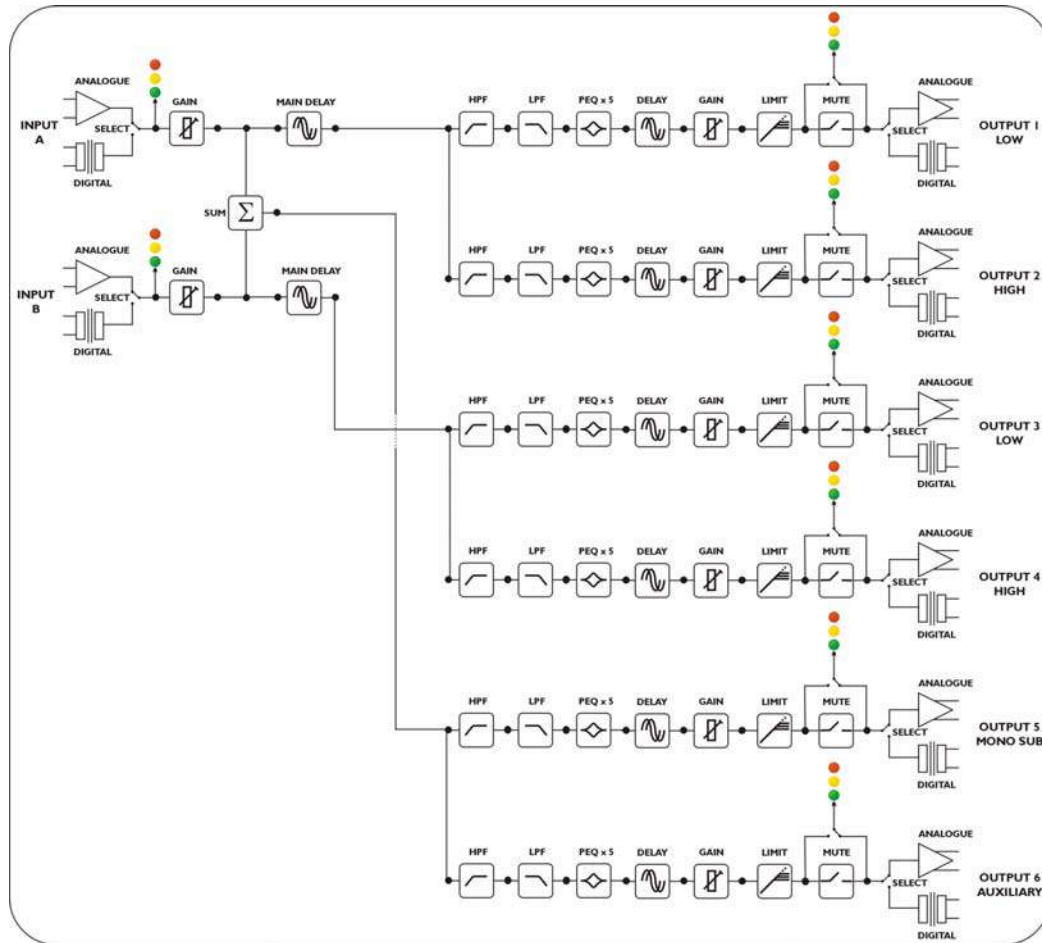 ANALOGUE
INPUT
A
SELECT
DIGITAL
GAIN
MAIN DELAY
HPF
LPF
PEQ x 5
DELAY
GAIN
LIMIT
MUTE
ANALOGUE
SELECT
DIGITAL
OUTPUT 1
LOW
SUM
Σ
HPF
LPF
PEQ x 5
DELAY
GAIN
LIMIT
MUTE
ANALOGUE
SELECT
DIGITAL
OUTPUT 2
HIGH
ANALOGUE
INPUT
B
SELECT
DIGITAL
GAIN
MAIN DELAY
HPF
LPF
PEQ x 5
DELAY
GAIN
LIMIT
MUTE
ANALOGUE
SELECT
DIGITAL
OUTPUT 3
LOW
HPF
LPF
PEQ x 5
DELAY
GAIN
LIMIT
MUTE
ANALOGUE
SELECT
DIGITAL
OUTPUT 4
HIGH
HPF
LPF
PEQ x 5
DELAY
GAIN
LIMIT
MUTE
ANALOGUE
SELECT
DIGITAL
OUTPUT 5
MONO SUB
HPF
LPF
PEQ x 5
DELAY
GAIN
LIMIT
MUTE
ANALOGUE
SELECT
DIGITAL
OUTPUT 6
AUXILIARY